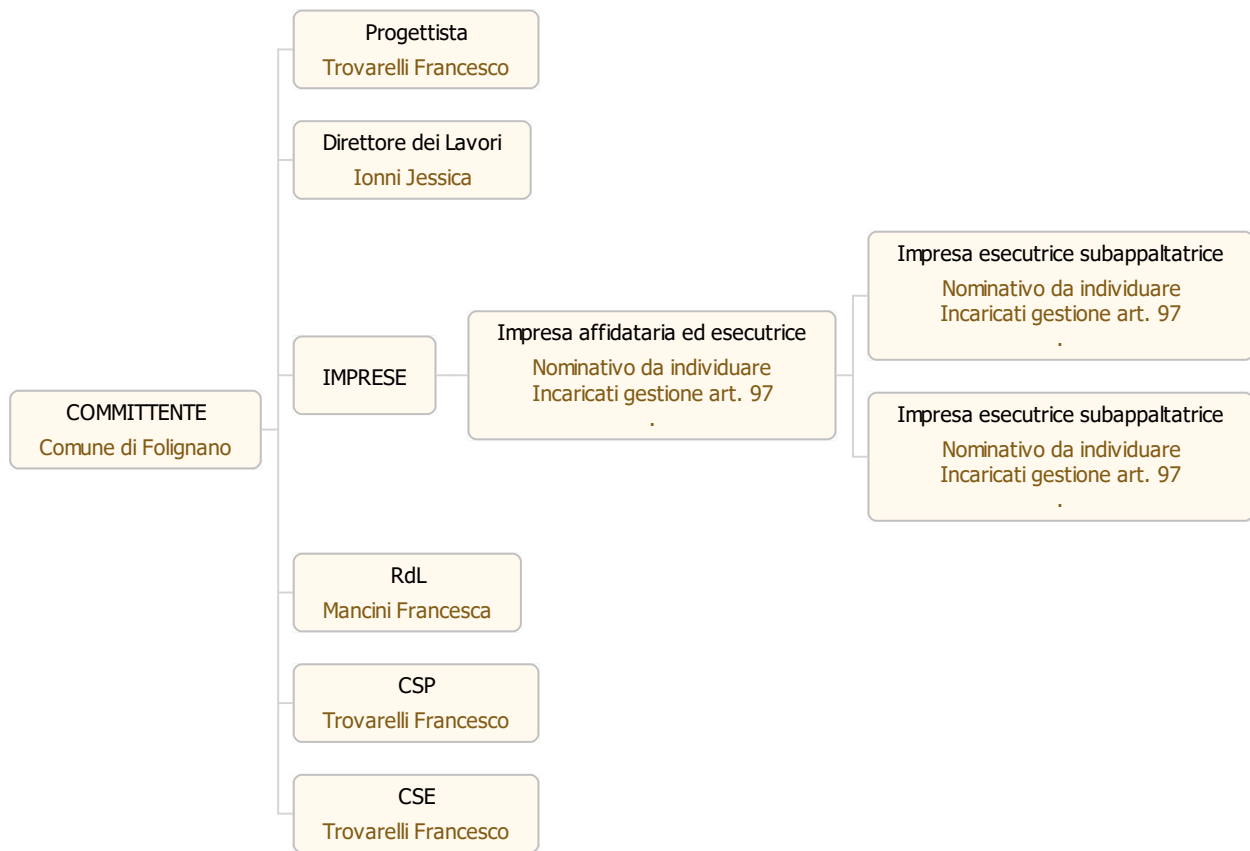 Progettista
Trovarelli Francesco
Direttore dei Lavori
Ionni Jessica
Impresa esecutrice subappaltatrice
Nominativo da individuare
Incaricati gestione art. 97
.
Impresa affidataria ed esecutrice
Nominativo da individuare
Incaricati gestione art. 97
.
IMPRESE
COMMITTENTE
Comune di Folignano
Impresa esecutrice subappaltatrice
Nominativo da individuare
Incaricati gestione art. 97
.
RdL
Mancini Francesca
CSP
Trovarelli Francesco
CSE
Trovarelli Francesco